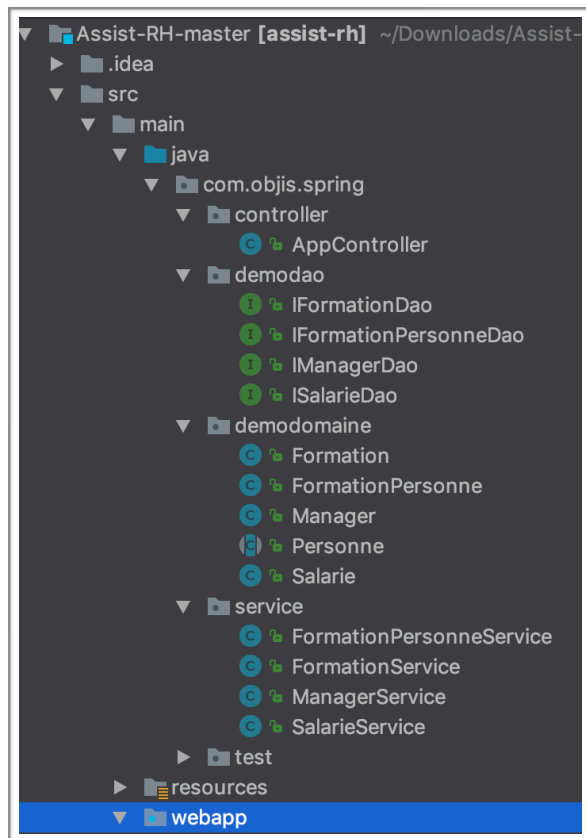 Assist-RH-master [assist-rh] ~/Downloads/Assist-
.idea
src
main
java
com.objis.spring
controller
C AppController
demodao
I IFormationDao
I IFormationPersonneDao
I IManagerDao
I ISalarieDao
demodomaine
C Formation
C FormationPersonne
C Manager
C Personne
C Salarie
service
C FormationPersonneService
C FormationService
C ManagerService
C SalarieService
test
resources
webapp